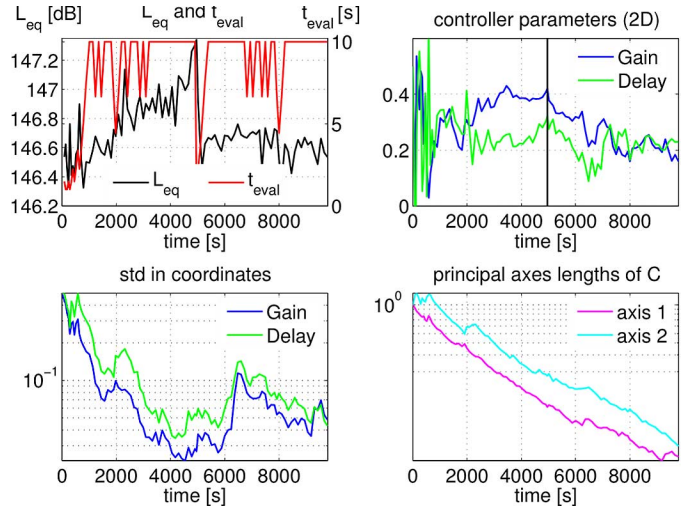 L_eq [dB] L_eq and t_eval t_eval [s]
147.2
147
146.8
146.6
146.4
146.2
10
5
0
L_eq t_eval
0 2000 4000 6000 8000
time [s]
controller parameters (2D)
0.4
0.2
0
Gain
Delay
0 2000 4000 6000 8000
time [s]
std in coordinates
10^-1
Gain
Delay
0 2000 4000 6000 8000
time [s]
principal axes lengths of C
10^0
axis 1
axis 2
0 2000 4000 6000 8000
time [s]